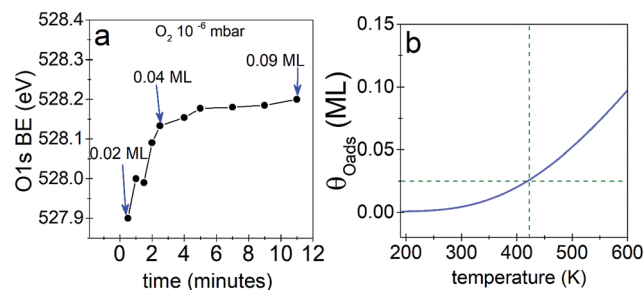 a
O₂ 10⁻⁶ mbar
528.4
528.3
528.2
528.1
528.0
527.9
O1s BE (eV)
0.02 ML
0.04 ML
0.09 ML
0 2 4 6 8 10 12
time (minutes)
b
0.15
0.10
0.05
0.00
θOads (ML)
200 300 400 500 600
temperature (K)